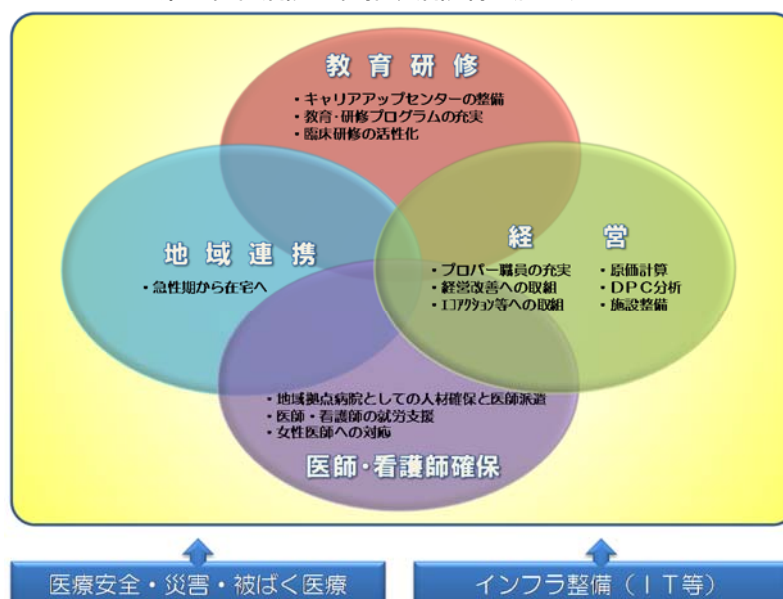 教育研修
・キャリアアップセンターの整備
・教育・研修プログラムの充実
・臨床研修の活性化
地域連携
・急性期から在宅へ
経営
・プロパー職員の充実
・経営改善への取組
・エコアクション等への取組
・原価計算
・DPC分析
・施設整備
・地域拠点病院としての人材確保と医師派遣
・医師・看護師の就労支援
・女性医師への対応
医師・看護師確保
医療安全・災害・被ばく医療
インフラ整備(IT等)